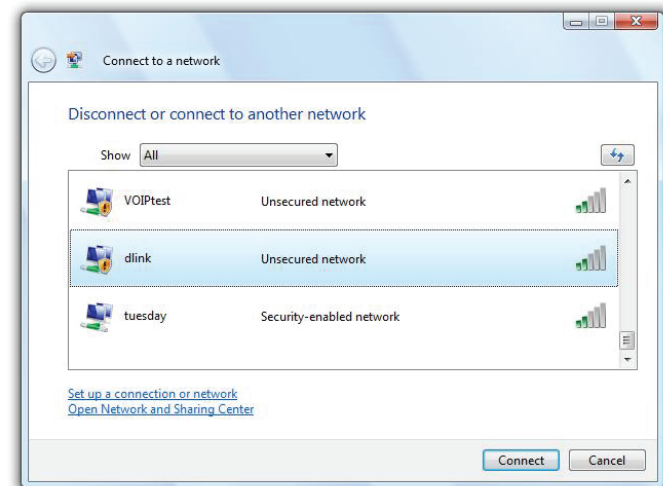 Connect to a network
Disconnect or connect to another network
Show All
VOIPtest Unsecured network
dlink Unsecured network
tuesday Security-enabled network
Set up a connection or network
Open Network and Sharing Center
Connect Cancel